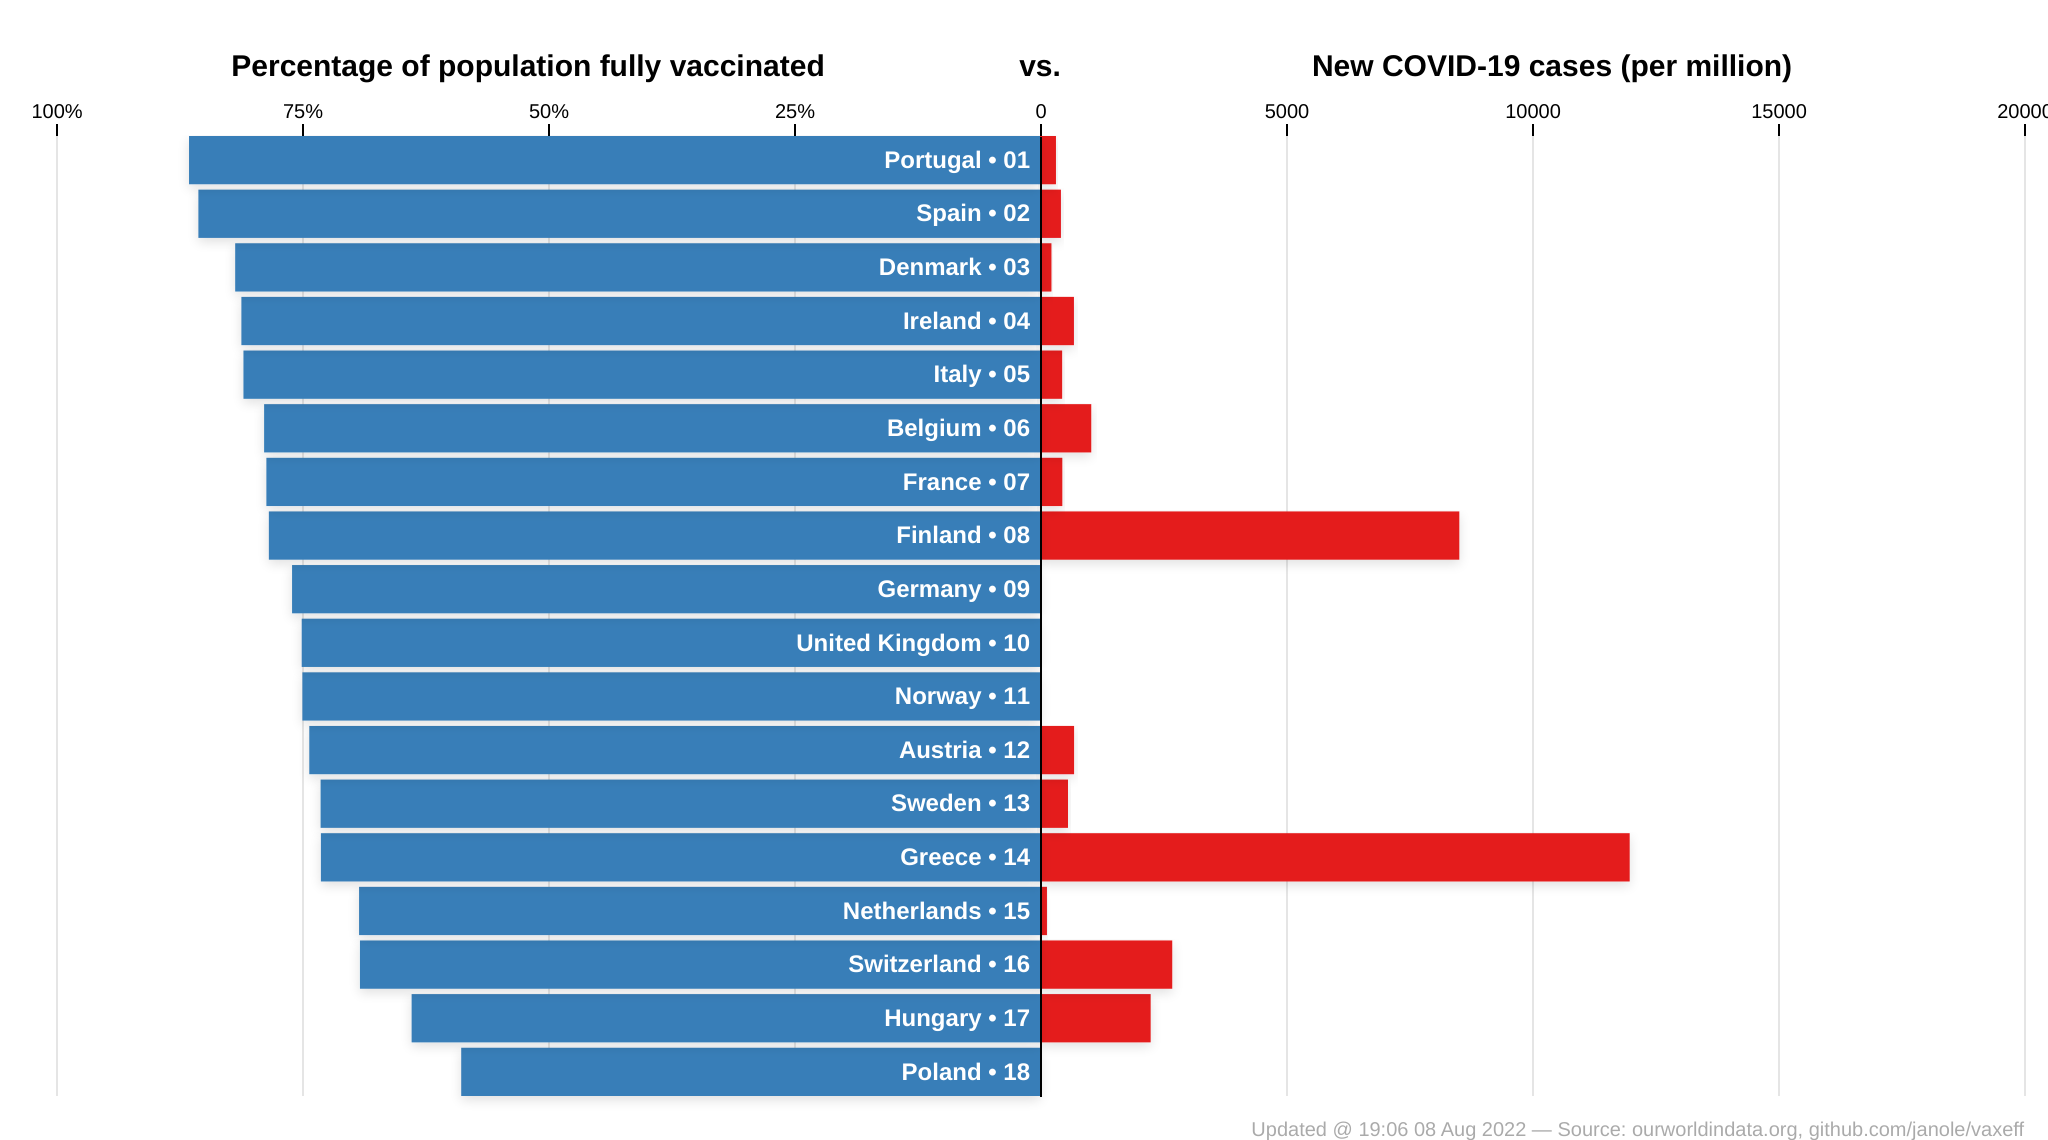 Percentage of population fully vaccinated vs. New COVID-19 cases (per million)
100% 75% 50% 25% 0 5000 10000 15000 20000
Portugal • 01
Spain • 02
Denmark • 03
Ireland • 04
Italy • 05
Belgium • 06
France • 07
Finland • 08
Germany • 09
United Kingdom • 10
Norway • 11
Austria • 12
Sweden • 13
Greece • 14
Netherlands • 15
Switzerland • 16
Hungary • 17
Poland • 18
Updated @ 19:06 08 Aug 2022 — Source: ourworldindata.org, github.com/janole/vaxeff